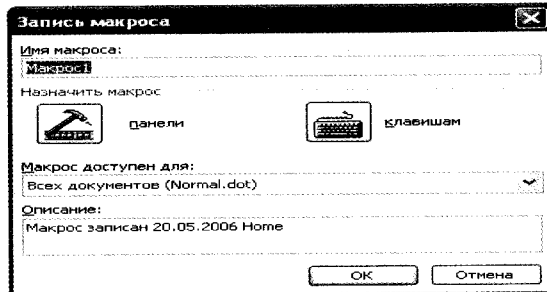 Запись макроса
Имя макроса:
Макрос1
Назначить макрос
панели
клавишам
Макрос доступен для:
Всех документов (Normal.dot)
Описание:
Макрос записан 20.05.2006 Home
ОК
Отмена